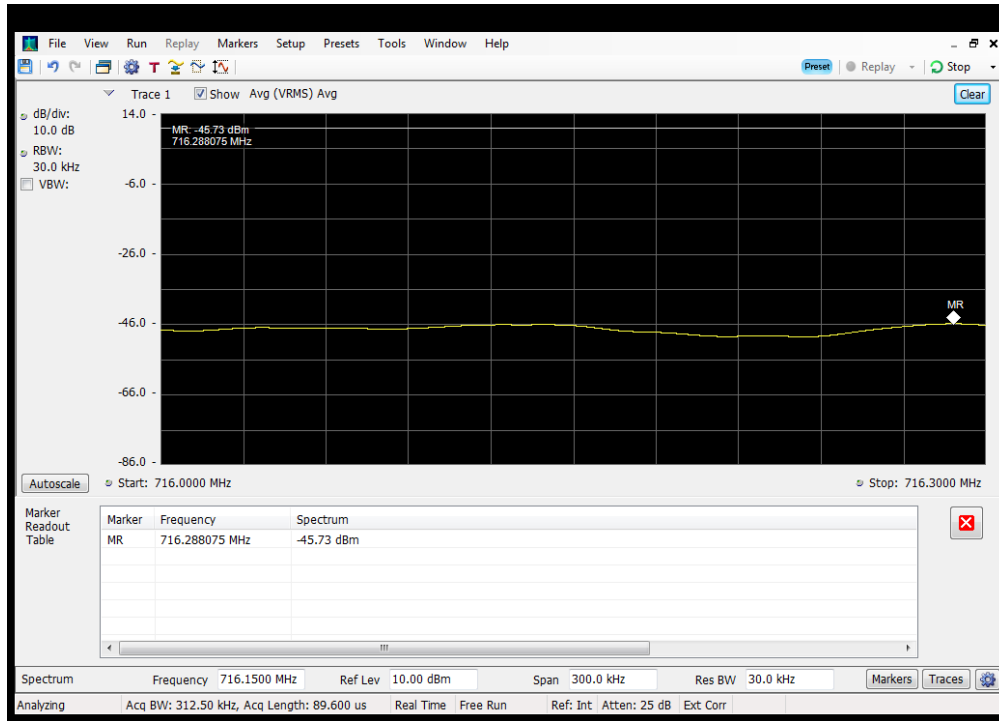 File View Run Replay Markers Setup Presets Tools Window Help
T Preset Replay Stop
Trace 1 Show Avg (VRMS) Avg Clear
dB/div:
10.0 dB
RBW:
30.0 kHz
VBW:
14.0
MR: -45.73 dBm
716.288075 MHz
-6.0
-26.0
MR
-46.0
-66.0
-86.0
Autoscale Start: 716.0000 MHz Stop: 716.3000 MHz
Marker
Readout
Table
Marker Frequency Spectrum
MR 716.288075 MHz -45.73 dBm
Spectrum Frequency 716.1500 MHz Ref Lev 10.00 dBm Span 300.0 kHz Res BW 30.0 kHz Markers Traces
Analyzing Acq BW: 312.50 kHz, Acq Length: 89.600 us Real Time Free Run Ref: Int Atten: 25 dB Ext Corr